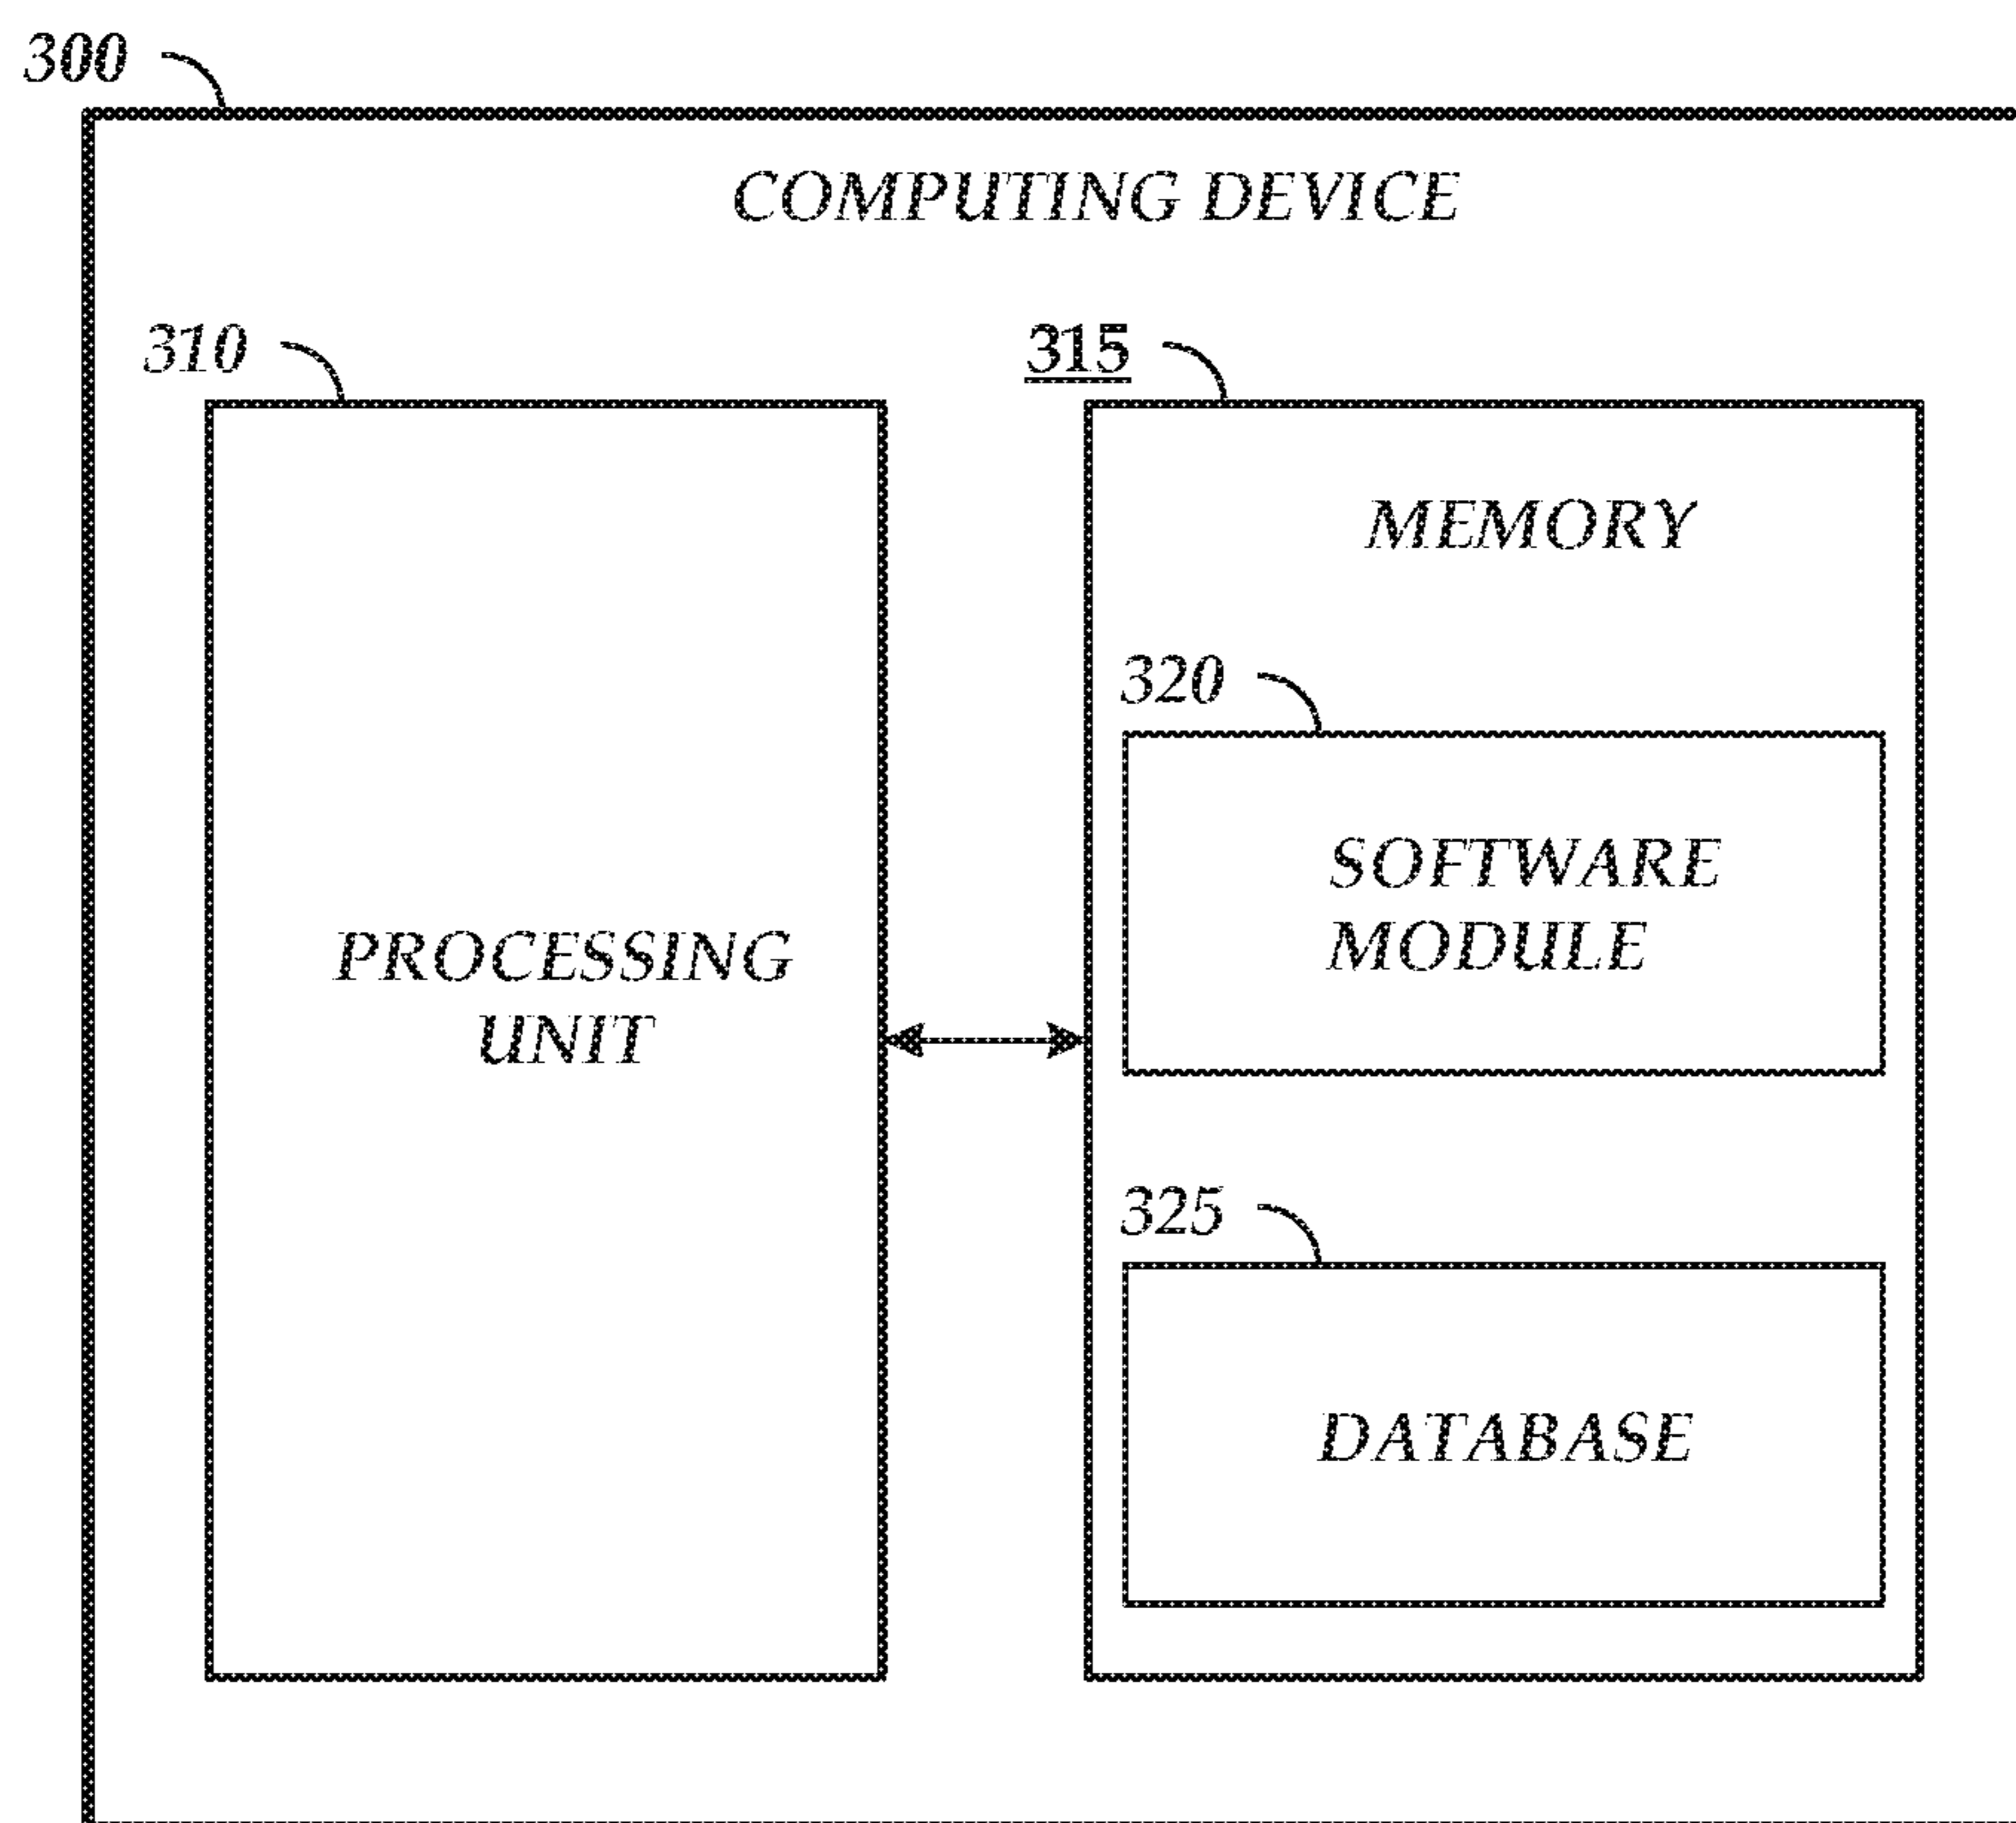 300
COMPUTING DEVICE
310
315
MEMORY
320
SOFTWARE
MODULE
PROCESSING
UNIT
325
DATABASE